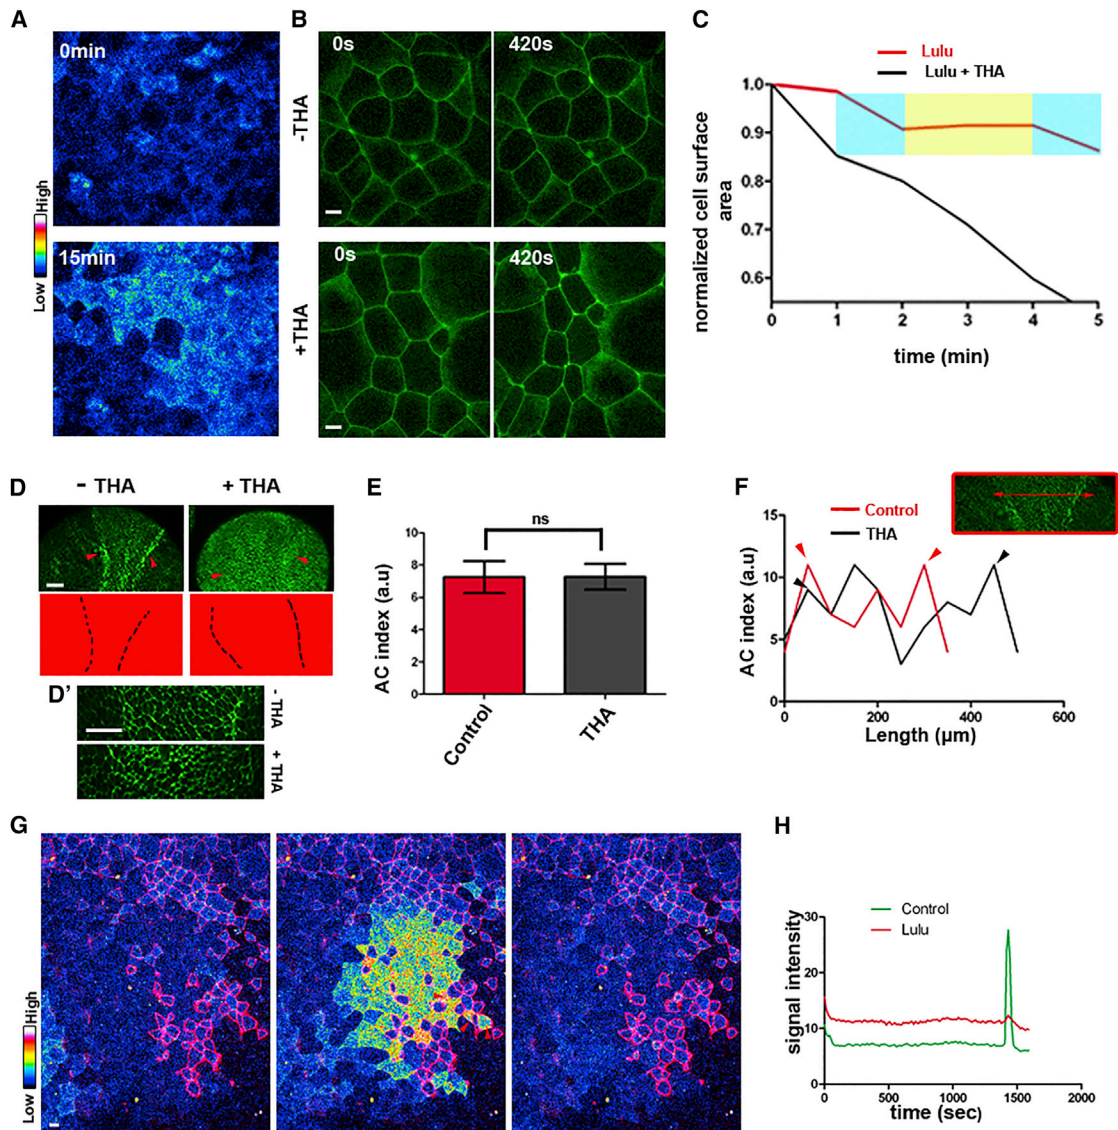 A
0min
15min
Low
High
B
0s
420s
-THA
0s
420s
+THA
C
Lulu
Lulu + THA
1.0
0.9
0.8
0.7
0.6
normalized cell surface
area
0
1
2
3
4
5
time (min)
D
- THA
+ THA
D'
- THA
+ THA
E
ns
10
8
6
4
2
0
AC index (a.u)
Control
THA
F
Control
THA
15
10
5
0
AC index (a.u)
0
200
400
600
Length (µm)
G
Low
High
H
Control
Lulu
30
20
10
0
signal intensity
0
500
1000
1500
2000
time (sec)